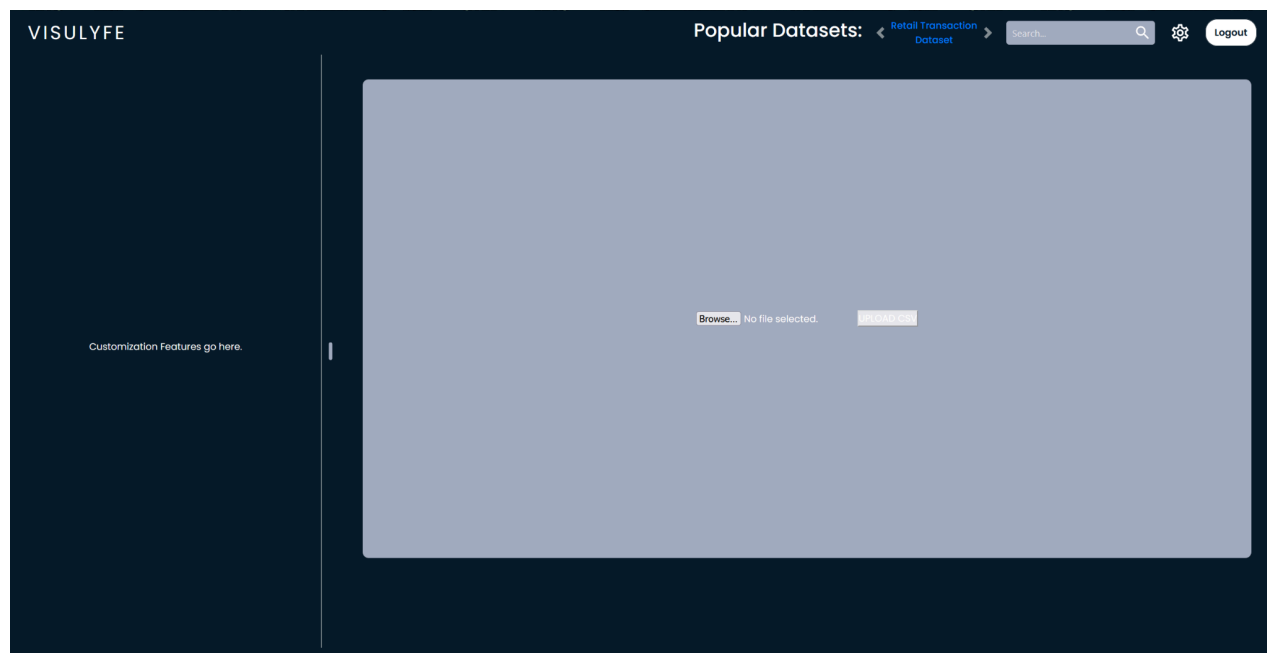 VISULYFE
Popular Datasets:
Retail Transaction
Dataset
Search...
Logout
Browse... No file selected.
UPLOAD CSV
Customization Features go here.